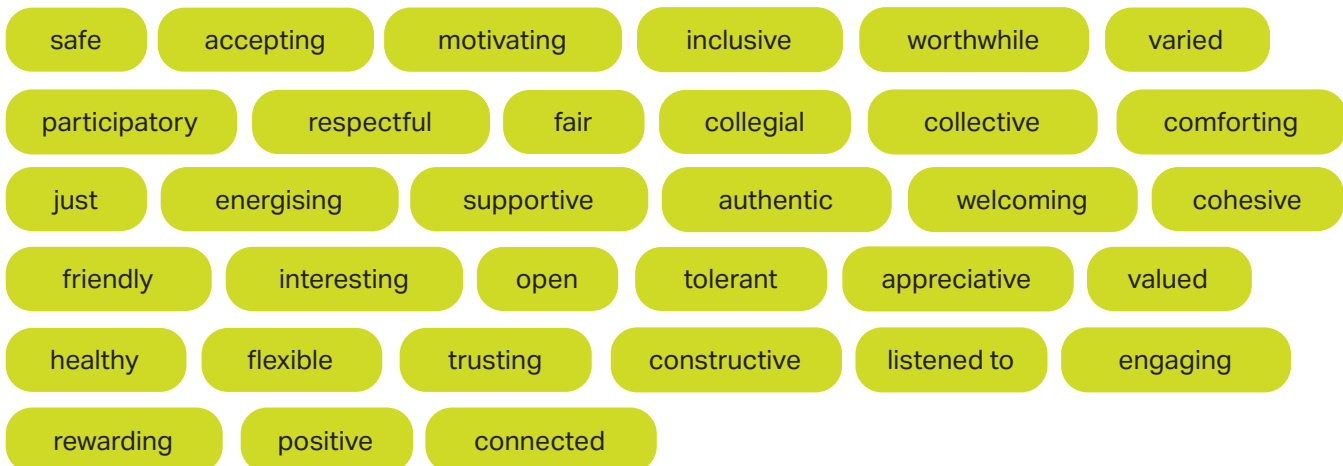 safe accepting motivating inclusive worthwhile varied
participatory respectful fair collegial collective comforting
just energising supportive authentic welcoming cohesive
friendly interesting open tolerant appreciative valued
healthy flexible trusting constructive listened to engaging
rewarding positive connected